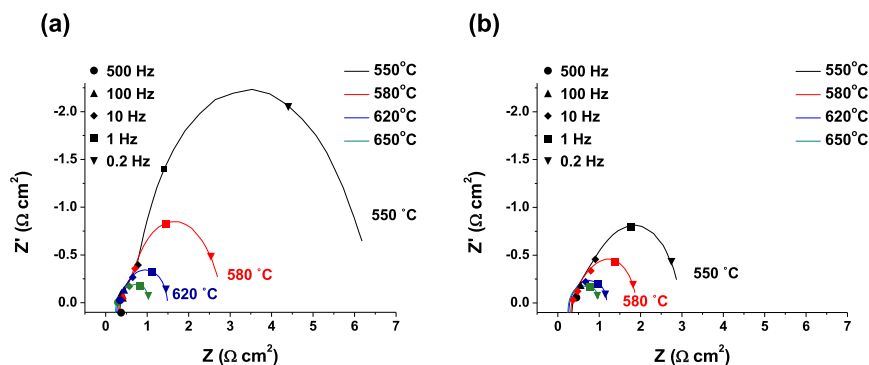 (a)
500 Hz
100 Hz
10 Hz
1 Hz
0.2 Hz
550°C
580°C
620°C
650°C
-2.0
-1.5
-1.0
-0.5
0.0
Z' (Ω cm²)
550 °C
580 °C
620 °C
0 1 2 3 4 5 6 7
Z (Ω cm²)
(b)
500 Hz
100 Hz
10 Hz
1 Hz
0.2 Hz
550°C
580°C
620°C
650°C
-2.0
-1.5
-1.0
-0.5
0.0
Z' (Ω cm²)
550 °C
580 °C
0 1 2 3 4 5 6 7
Z (Ω cm²)